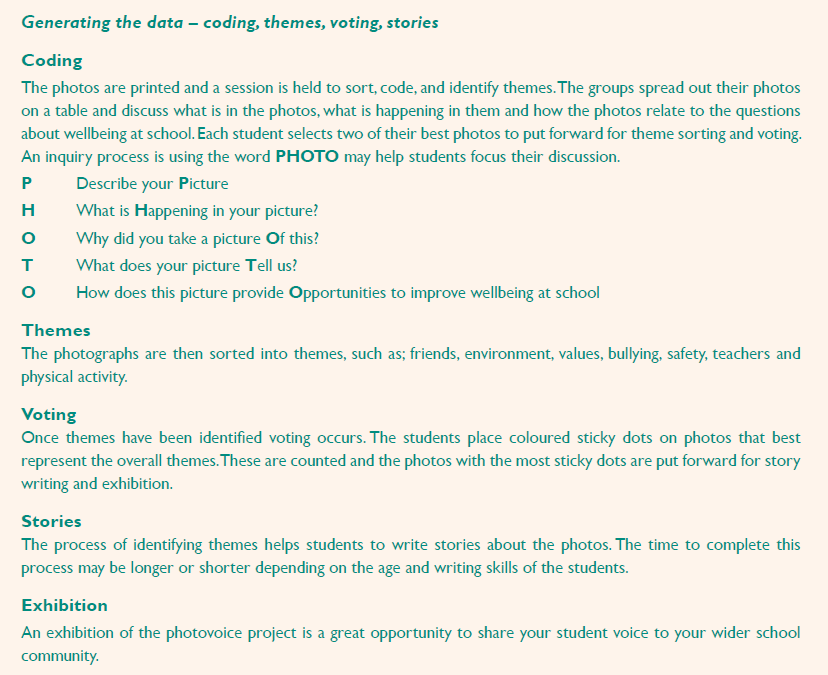 Generating the data – coding, themes, voting, stories
Coding
The photos are printed and a session is held to sort, code, and identify themes. The groups spread out their photos
on a table and discuss what is in the photos, what is happening in them and how the photos relate to the questions
about wellbeing at school. Each student selects two of their best photos to put forward for theme sorting and voting.
An inquiry process is using the word PHOTO may help students focus their discussion.
P Describe your Picture
H What is Happening in your picture?
O Why did you take a picture Of this?
T What does your picture Tell us?
O How does this picture provide Opportunities to improve wellbeing at school
Themes
The photographs are then sorted into themes, such as; friends, environment, values, bullying, safety, teachers and
physical activity.
Voting
Once themes have been identified voting occurs. The students place coloured sticky dots on photos that best
represent the overall themes. These are counted and the photos with the most sticky dots are put forward for story
writing and exhibition.
Stories
The process of identifying themes helps students to write stories about the photos. The time to complete this
process may be longer or shorter depending on the age and writing skills of the students.
Exhibition
An exhibition of the photovoice project is a great opportunity to share your student voice to your wider school
community.